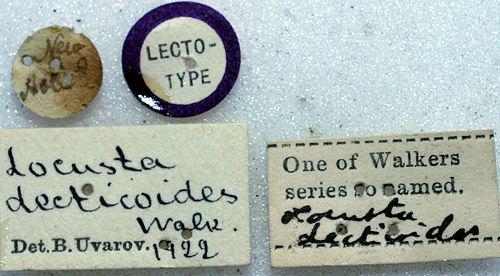 New
Holl
LECTO-
TYPE
Locusta
decticoides
Walk.
Det. B. Uvarov. 1922
One of Walkers
series so named.
Locusta
decticoides